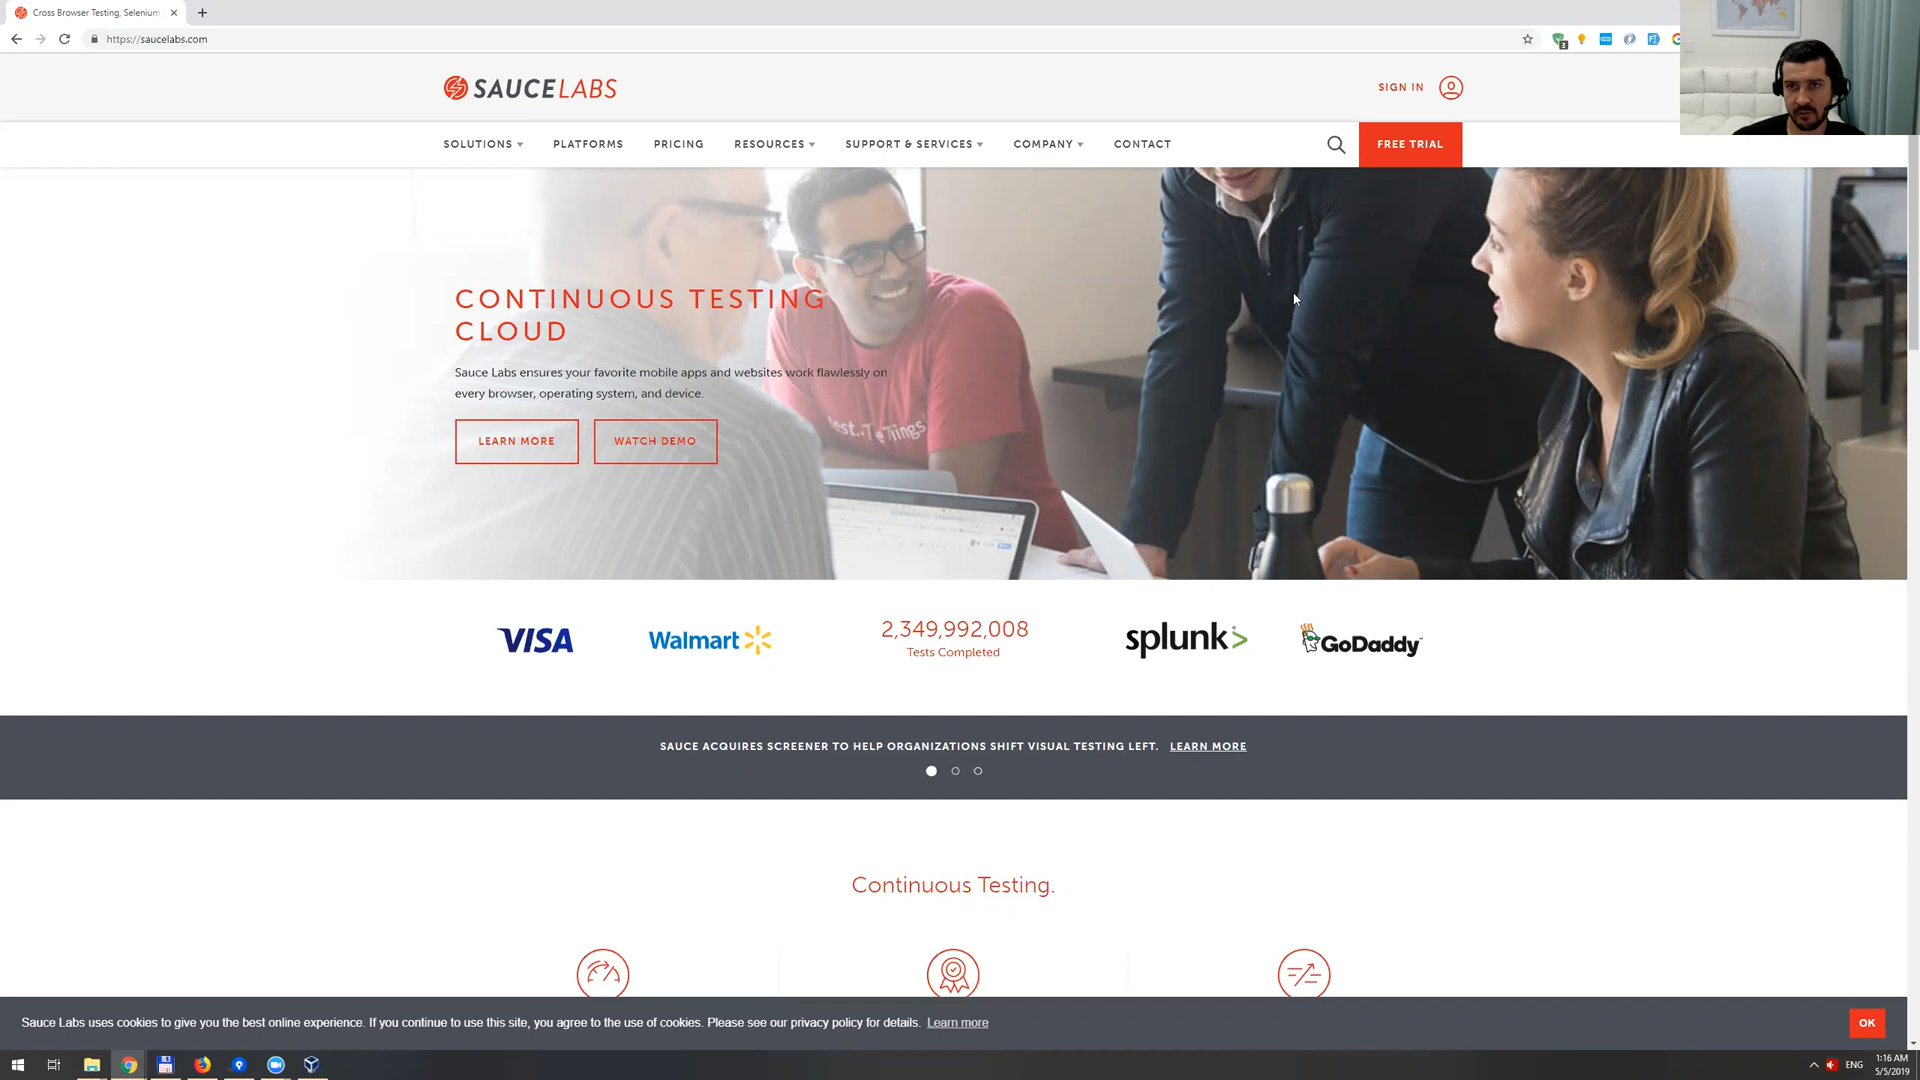 Cross Browser Testing, Selenium
https://saucelabs.com
3
SAUCELABS
SIGN IN
SOLUTIONS
PLATFORMS
PRICING
RESOURCES
SUPPORT & SERVICES
COMPANY
CONTACT
FREE TRIAL
CONTINUOUS TESTING
CLOUD
Sauce Labs ensures your favorite mobile apps and websites work flawlessly on
every browser, operating system, and device.
LEARN MORE
WATCH DEMO
VISA
Walmart
2,349,992,008
Tests Completed
splunk>
GoDaddy
SAUCE ACQUIRES SCREENER TO HELP ORGANIZATIONS SHIFT VISUAL TESTING LEFT. LEARN MORE
Continuous Testing.
Sauce Labs uses cookies to give you the best online experience. If you continue to use this site, you agree to the use of cookies. Please see our privacy policy for details. Learn more
OK
ENG
1:16 AM
5/5/2019